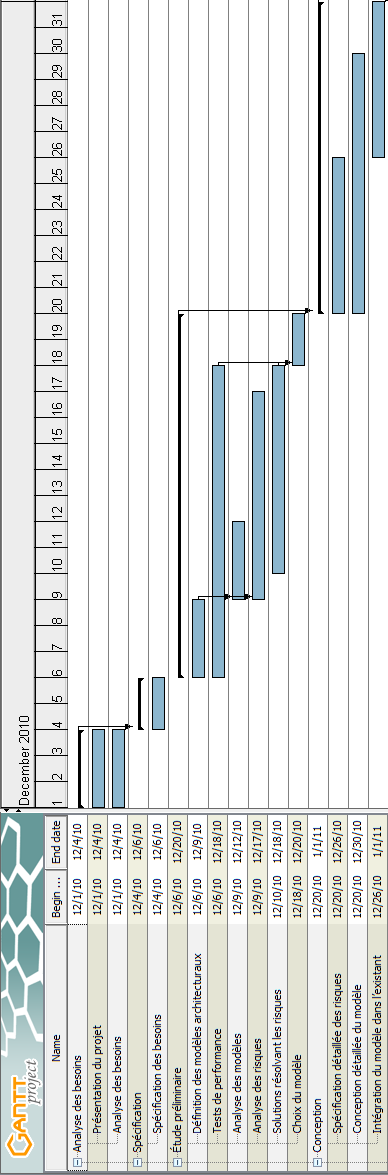 GANTT
project
December 2010
Name Begin ... End date 1 2 3 4 5 6 7 8 9 10 11 12 13 14 15 16 17 18 19 20 21 22 23 24 25 26 27 28 29 30 31
Analyse des besoins 12/1/10 12/4/10
Présentation du projet 12/1/10 12/4/10
Analyse des besoins 12/1/10 12/4/10
Spécification 12/4/10 12/6/10
Spécification des besoins 12/4/10 12/6/10
Étude préliminaire 12/6/10 12/20/10
Définition des modèles architecturaux 12/6/10 12/9/10
Tests de performance 12/6/10 12/18/10
Analyse des modèles 12/9/10 12/12/10
Analyse des risques 12/9/10 12/17/10
Solutions résolvant les risques 12/10/10 12/18/10
Choix du modèle 12/18/10 12/20/10
Conception 12/20/10 1/1/11
Spécification détaillée des risques 12/20/10 12/26/10
Conception détaillée du modèle 12/20/10 12/30/10
Intégration du modèle dans l'existant 12/26/10 1/1/11